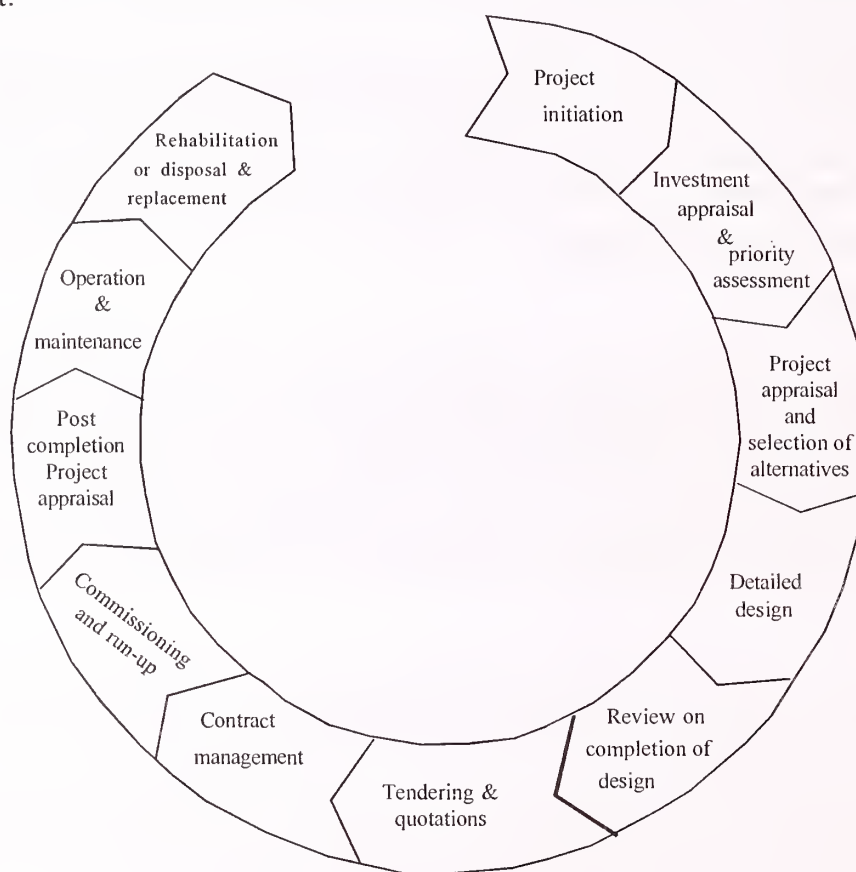 Project
initiation
Investment
appraisal
&
priority
assessment
Project
appraisal
and
selection of
alternatives
Detailed
design
Review on
completion of
design
Tendering &
quotations
Contract
management
Commissioning
and run-up
Post
completion
Project
appraisal
Operation
&
maintenance
Rehabilitation
or disposal &
replacement